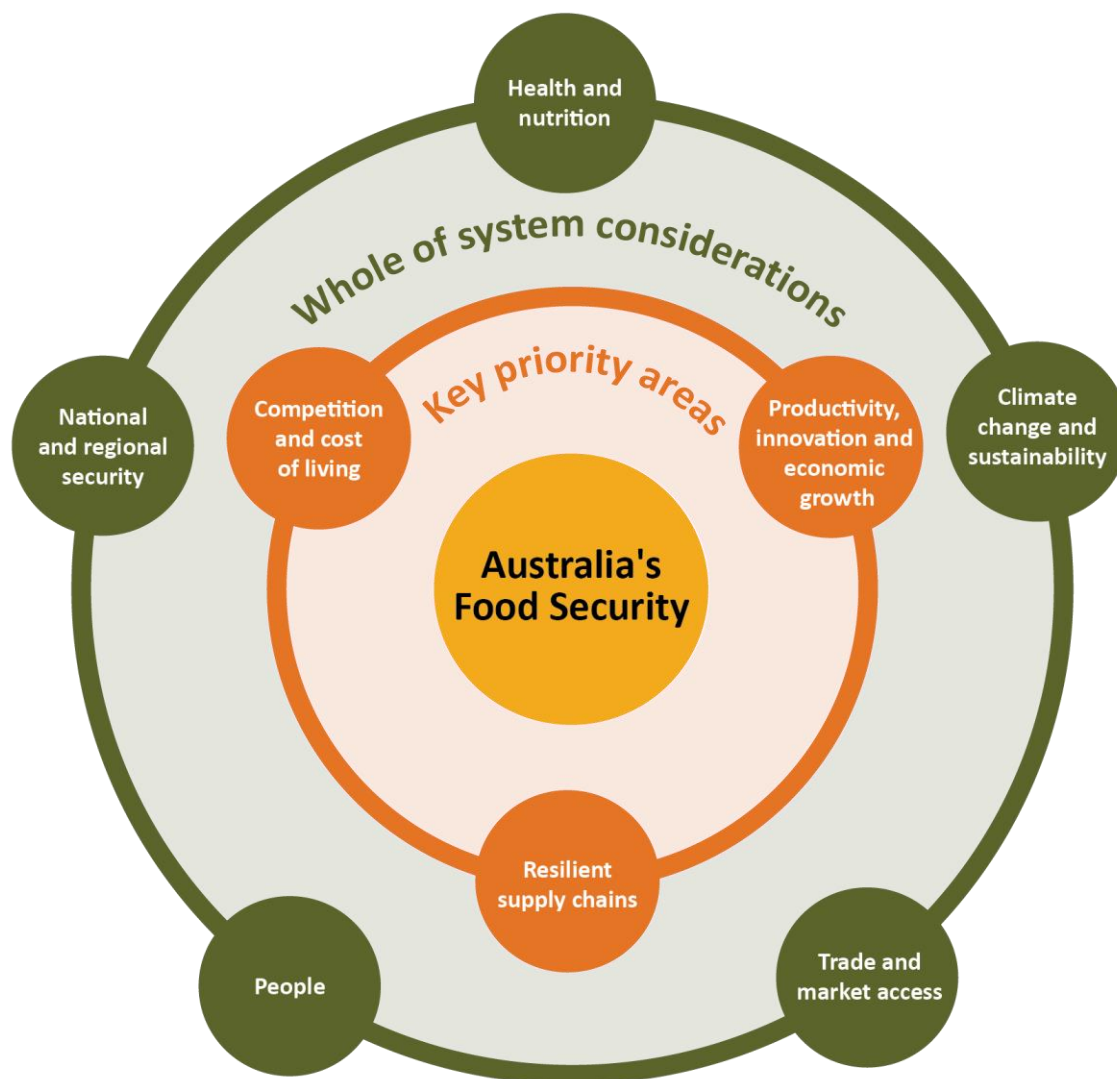 Health and
nutrition
Whole of system considerations
Key priority areas
National
and regional
security
Competition
and cost
of living
Productivity,
innovation and
economic
growth
Climate
change and
sustainability
Australia's
Food Security
Resilient
supply chains
People
Trade and
market access